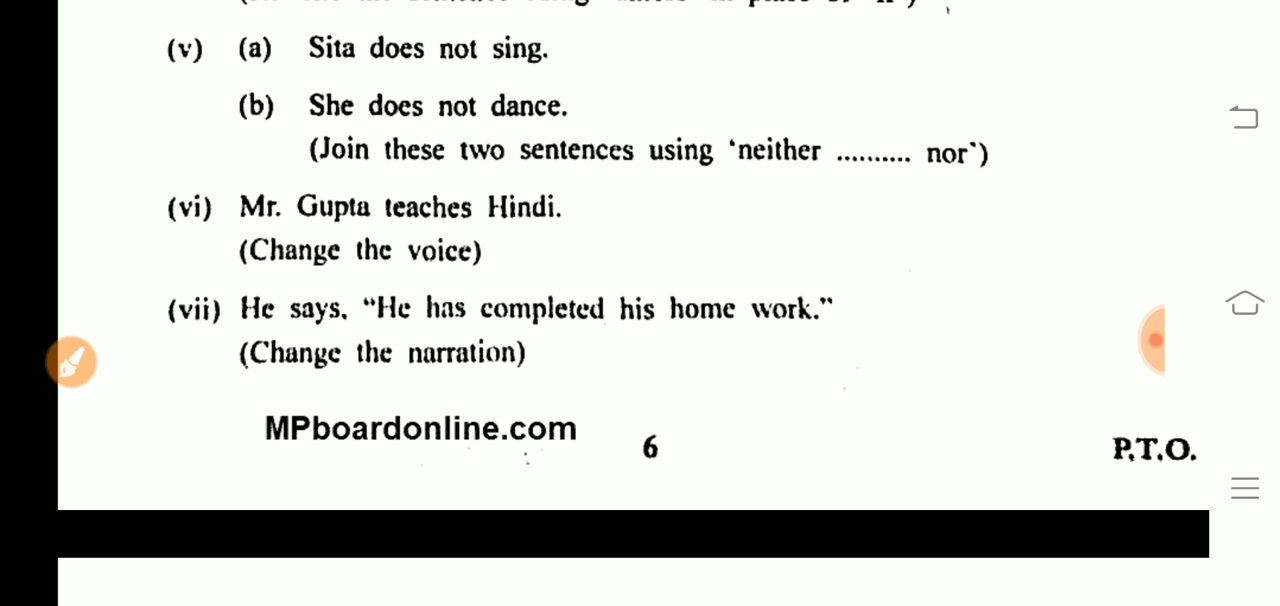 (v) (a) Sita does not sing.
(b) She does not dance.
(Join these two sentences using 'neither .......... nor')
(vi) Mr. Gupta teaches Hindi.
(Change the voice)
(vii) He says, "He has completed his home work."
(Change the narration)
MPboardonline.com
6
P.T.O.